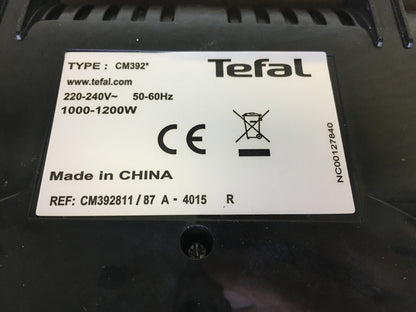 TYPE : CM392*
Tefal
www.tefal.com
220-240V~ 50-60Hz
1000-1200W
CE
Made in CHINA
REF: CM392811 / 87 A - 4015 R
NC00127840